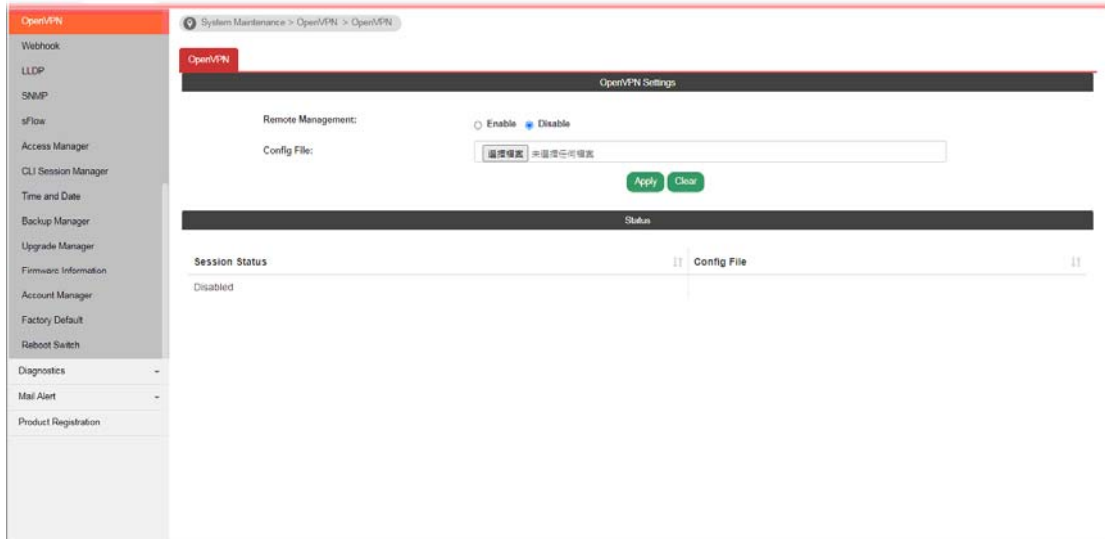 OpenVPN
Webhook
LLDP
SNMP
sFlow
Access Manager
CLI Session Manager
Time and Date
Backup Manager
Upgrade Manager
Firmware Information
Account Manager
Factory Default
Reboot Switch
Diagnostics
Mail Alert
Product Registration
System Maintenance > OpenVPN > OpenVPN
OpenVPN
OpenVPN Settings
Remote Management: Enable Disable
Config File: 選擇檔案 未選擇任何檔案
Apply Clear
Status
Session Status Config File
Disabled